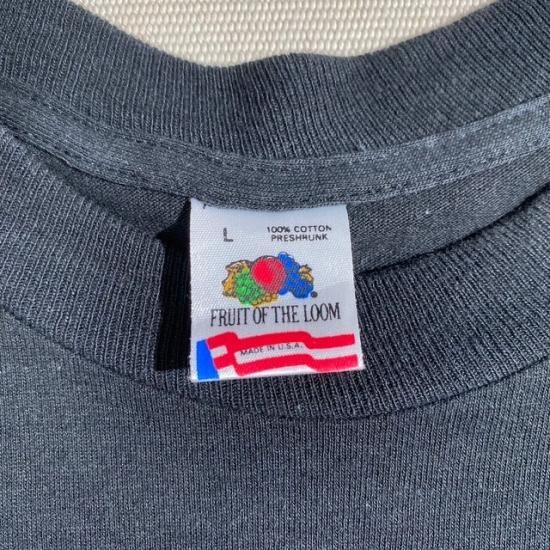 L 100% COTTON
PRESHRUNK
®
FRUIT OF THE LOOM
MADE IN U.S.A.